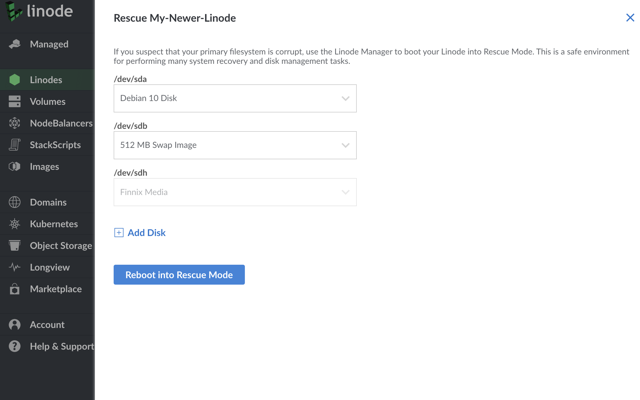 linode
Managed
Linodes
Volumes
NodeBalancers
StackScripts
Images
Domains
Kubernetes
Object Storage
Longview
Marketplace
Account
Help & Support
Rescue My-Newer-Linode
If you suspect that your primary filesystem is corrupt, use the Linode Manager to boot your Linode into Rescue Mode. This is a safe environment
for performing many system recovery and disk management tasks.
/dev/sda
Debian 10 Disk
/dev/sdb
512 MB Swap Image
/dev/sdh
Finnix Media
Add Disk
Reboot into Rescue Mode